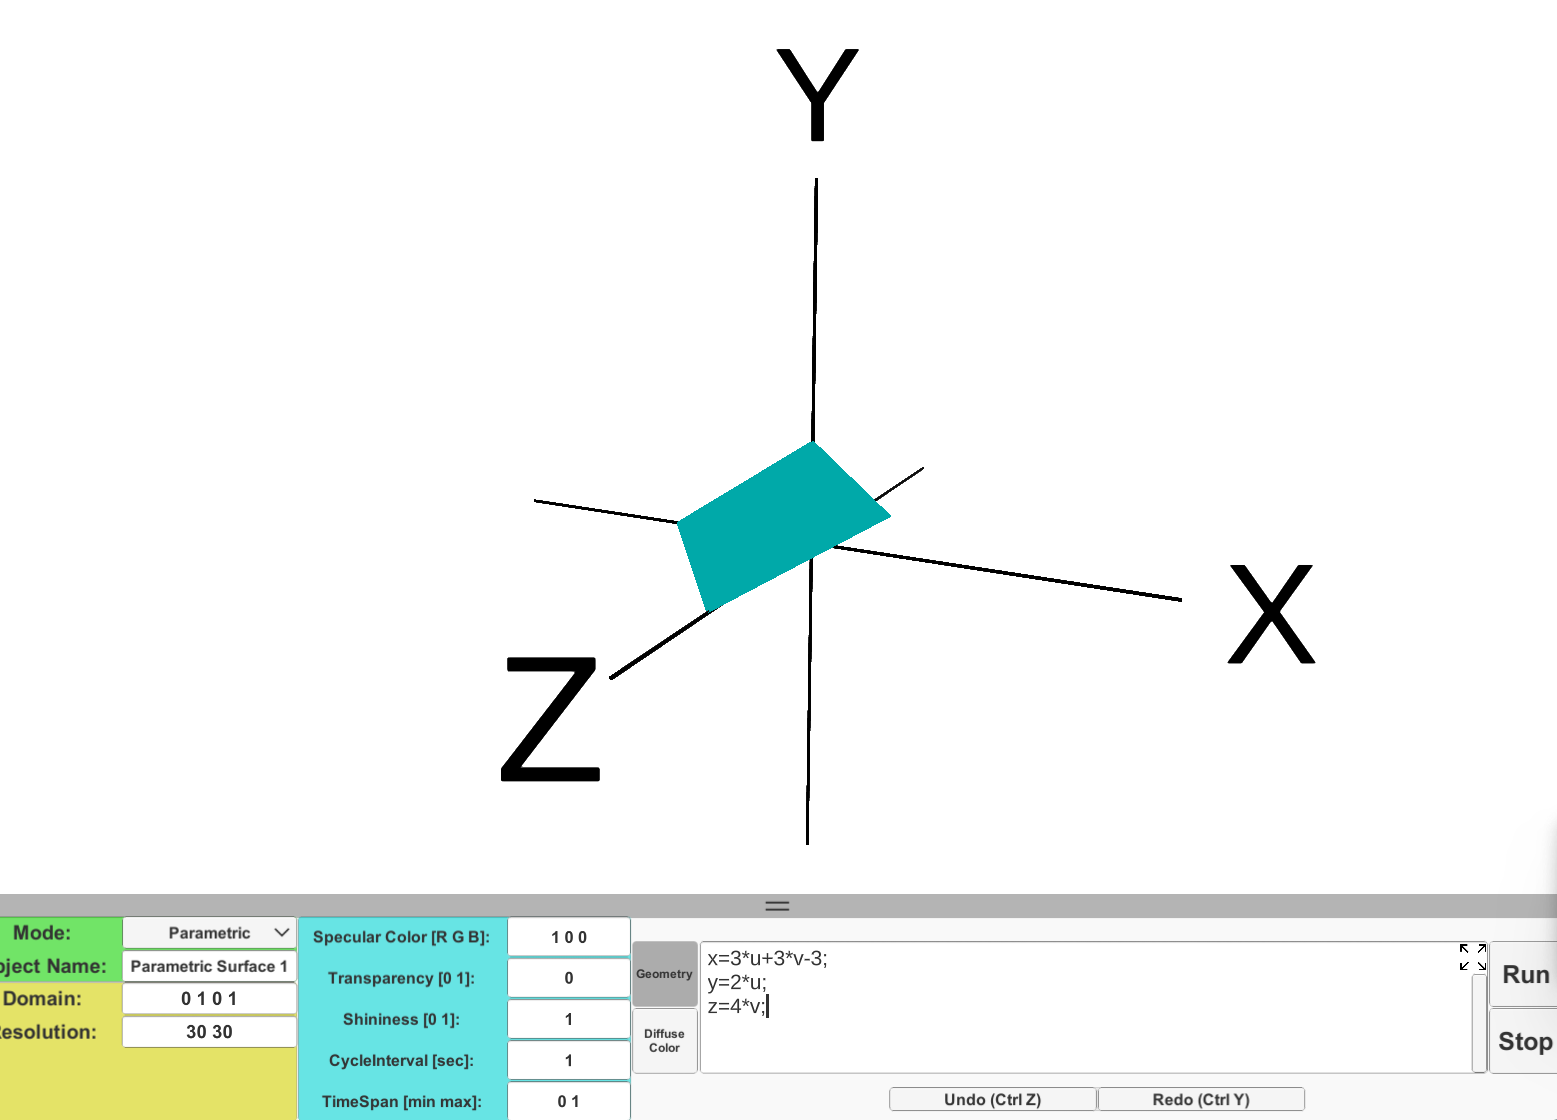 Y
X
Z
Mode:
Parametric
bject Name:
Parametric Surface 1
Domain:
0 1 0 1
esolution:
30 30
Specular Color [R G B]:
1 0 0
Transparency [0 1]:
0
Shininess [0 1]:
1
CycleInterval [sec]:
1
TimeSpan [min max]:
0 1
Geometry
Diffuse
Color
x=3*u+3*v-3;
y=2*u;
z=4*v;
Run
Stop
Undo (Ctrl Z)
Redo (Ctrl Y)